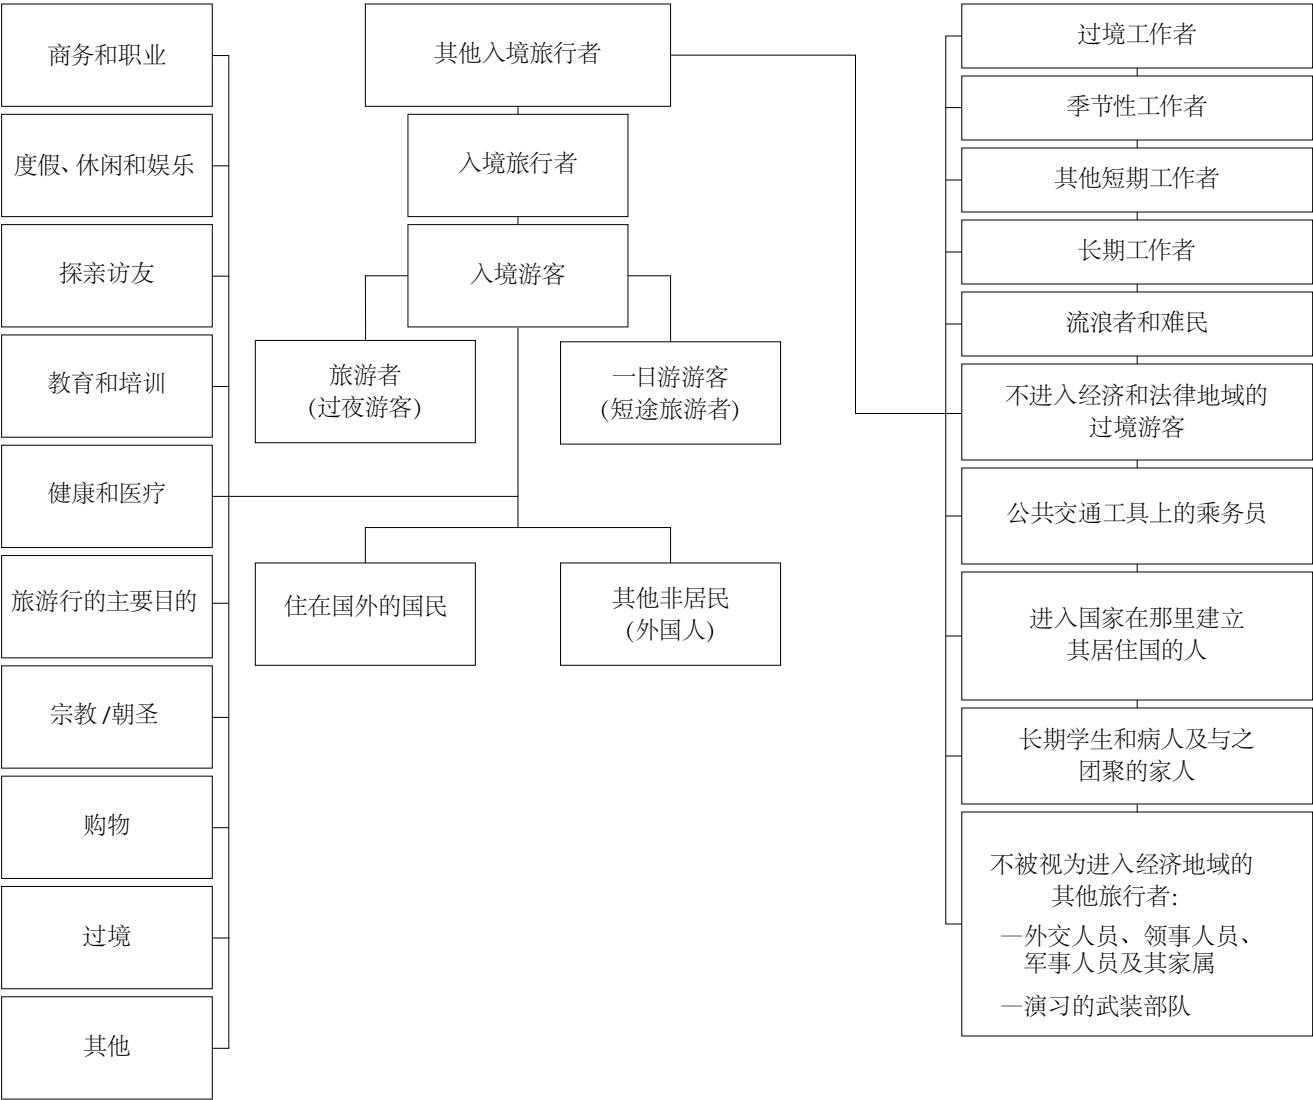 商务和职业
度假、休闲和娱乐
探亲访友
教育和培训
健康和医疗
旅游行的主要目的
宗教/朝圣
购物
过境
其他
其他入境旅行者
入境旅行者
入境游客
旅游者
(过夜游客)
一日游游客
(短途旅游者)
住在国外的国民
其他非居民
(外国人)
过境工作者
季节性工作者
其他短期工作者
长期工作者
流浪者和难民
不进入经济和法律地域的
过境游客
公共交通工具上的乘务员
进入国家在那里建立
其居住国的人
长期学生和病人及与之
团聚的家人
不被视为进入经济地域的
其他旅行者:
—外交人员、领事人员、
军事人员及其家属
—演习的武装部队